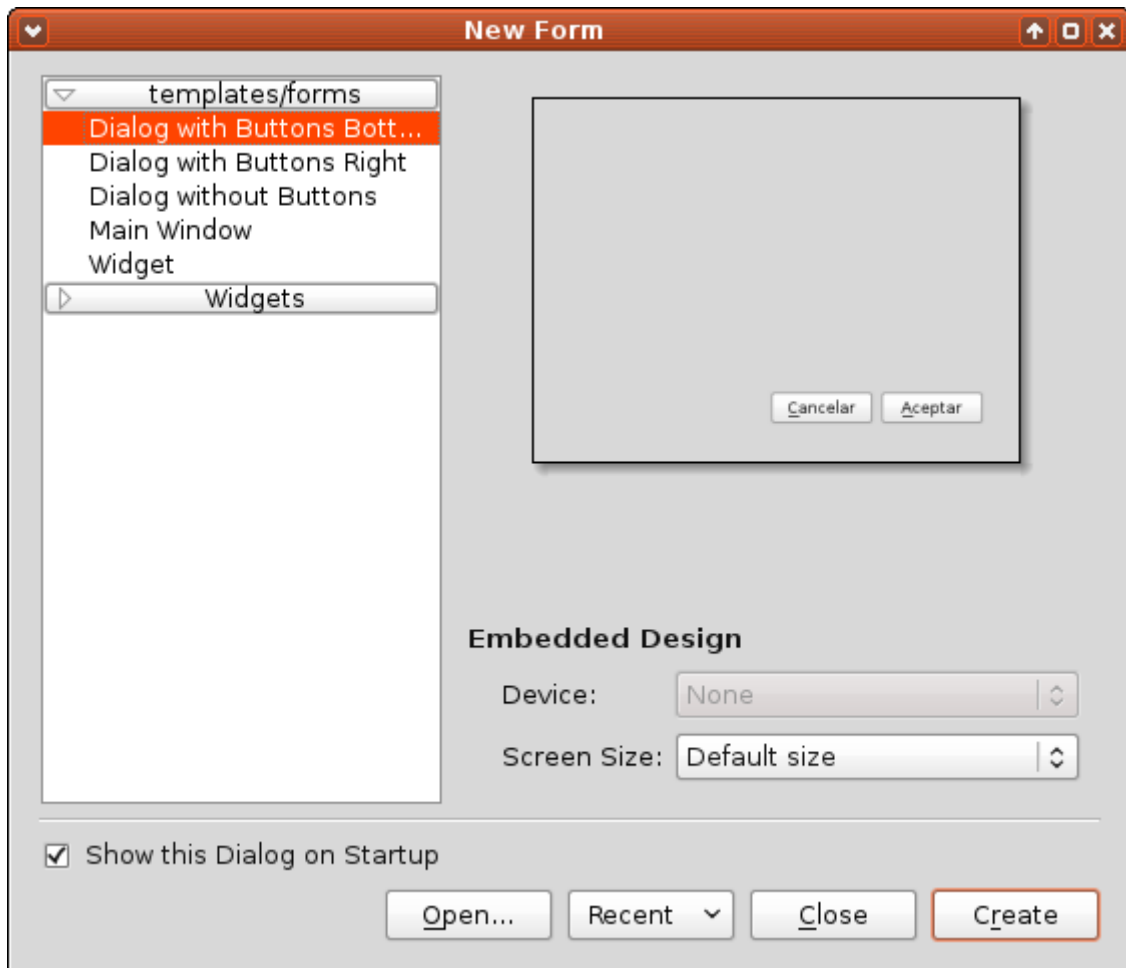 New Form
templates/forms
Dialog with Buttons Bott...
Dialog with Buttons Right
Dialog without Buttons
Main Window
Widget
Widgets
Cancelar Aceptar
Embedded Design
Device: None
Screen Size: Default size
Show this Dialog on Startup
Open... Recent Close Create